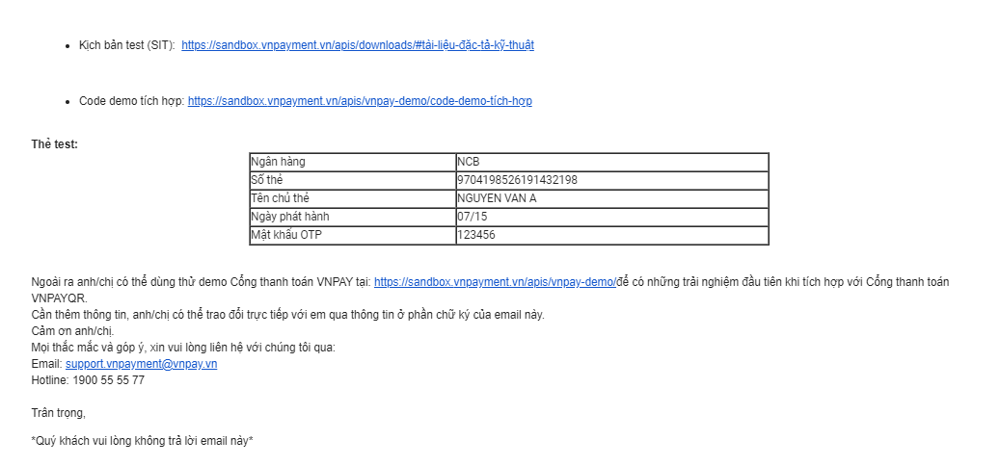 Kịch bản test (SIT): https://sandbox.vnpayment.vn/apis/downloads/#tài-liệu-đặc-tả-kỹ-thuật
Code demo tích hợp: https://sandbox.vnpayment.vn/apis/vnpay-demo/code-demo-tích-hợp
Thẻ test:
Ngân hàng NCB
Số thẻ 9704198526191432198
Tên chủ thẻ NGUYEN VAN A
Ngày phát hành 07/15
Mật khẩu OTP 123456
Ngoài ra anh/chị có thể dùng thử demo Cổng thanh toán VNPAY tại: https://sandbox.vnpayment.vn/apis/vnpay-demo/để có những trải nghiệm đầu tiên khi tích hợp với Cổng thanh toán
VNPAYQR.
Cần thêm thông tin, anh/chị có thể trao đổi trực tiếp với em qua thông tin ở phần chữ ký của email này.
Cảm ơn anh/chị.
Mọi thắc mắc và góp ý, xin vui lòng liên hệ với chúng tôi qua:
Email: support.vnpayment@vnpay.vn
Hotline: 1900 55 55 77
Trân trọng,
*Quý khách vui lòng không trả lời email này*